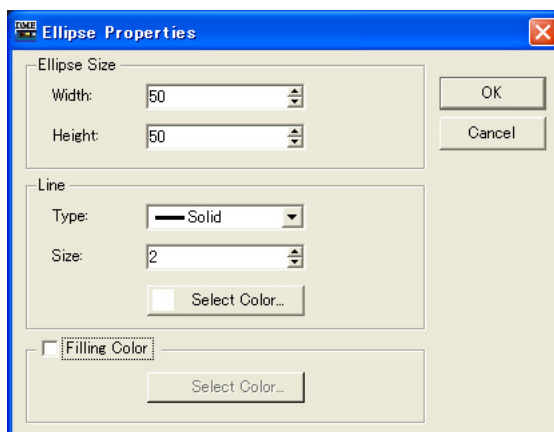 DME
Ellipse Properties
Ellipse Size
Width: 50
Height: 50
OK
Cancel
Line
Type: Solid
Size: 2
Select Color...
Filling Color
Select Color...